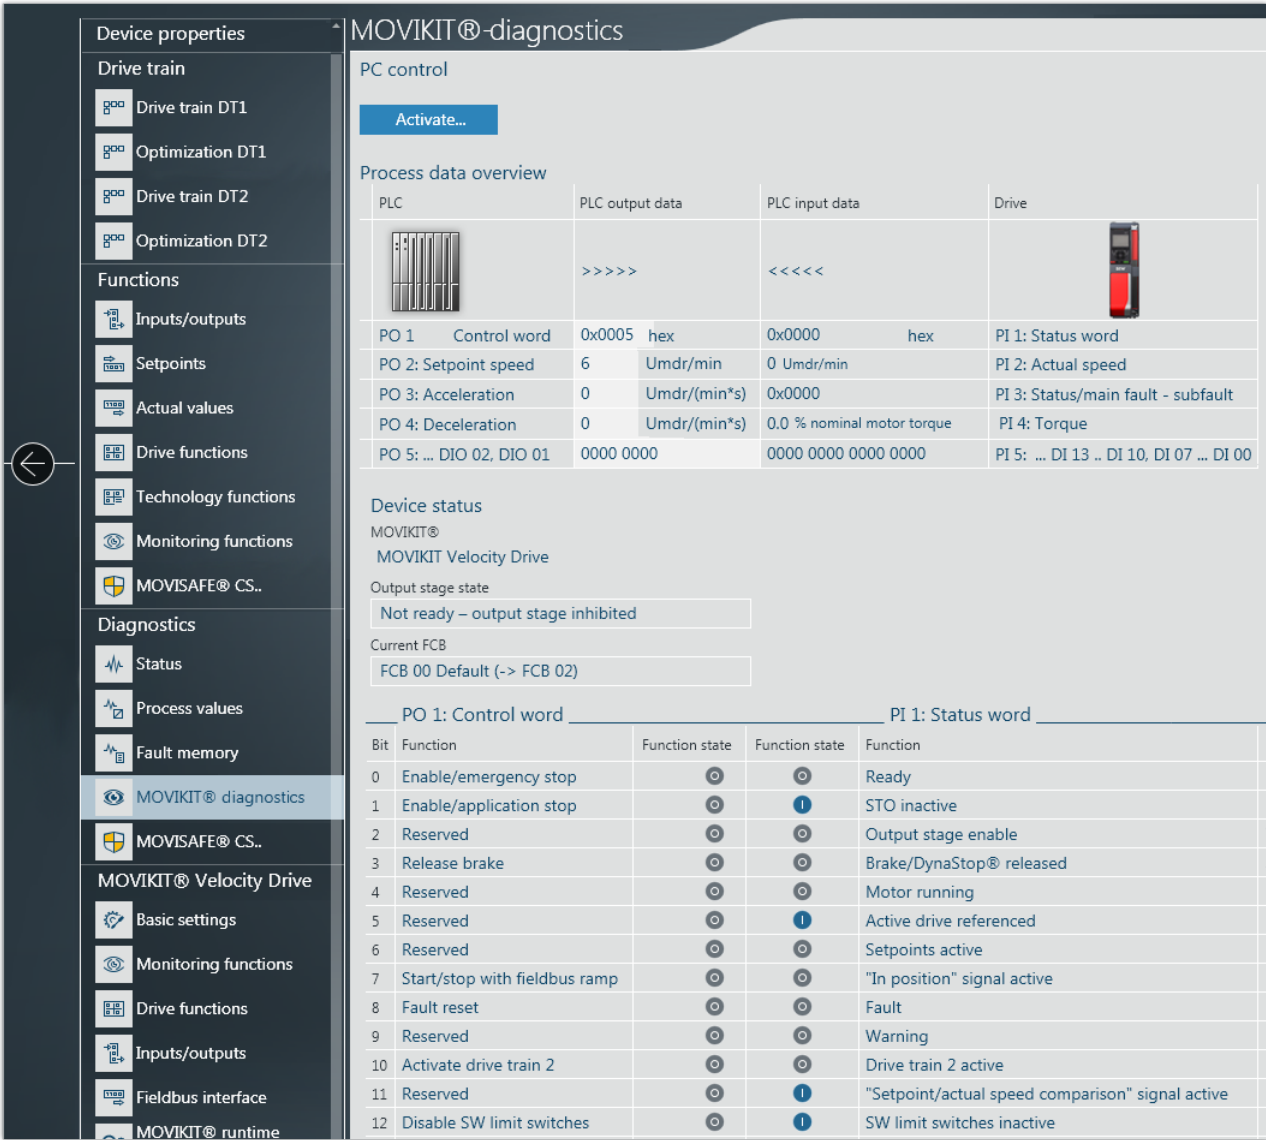 Device properties
Drive train
Drive train DT1
Optimization DT1
Drive train DT2
Optimization DT2
Functions
Inputs/outputs
Setpoints
Actual values
Drive functions
Technology functions
Monitoring functions
MOVISAFE® CS..
Diagnostics
Status
Process values
Fault memory
MOVIKIT® diagnostics
MOVISAFE® CS..
MOVIKIT® Velocity Drive
Basic settings
Monitoring functions
Drive functions
Inputs/outputs
Fieldbus interface
MOVIKIT® runtime
MOVIKIT®-diagnostics
PC control
Activate...
Process data overview
PLC PLC output data PLC input data Drive
>>>>> <<<<<
PO 1 Control word 0x0005 hex 0x0000 hex PI 1: Status word
PO 2: Setpoint speed 6 Umdr/min 0 Umdr/min PI 2: Actual speed
PO 3: Acceleration 0 Umdr/(min*s) 0x0000 PI 3: Status/main fault - subfault
PO 4: Deceleration 0 Umdr/(min*s) 0.0 % nominal motor torque PI 4: Torque
PO 5: ... DIO 02, DIO 01 0000 0000 0000 0000 0000 0000 PI 5: ... DI 13 .. DI 10, DI 07 ... DI 00
Device status
MOVIKIT®
MOVIKIT Velocity Drive
Output stage state
Not ready – output stage inhibited
Current FCB
FCB 00 Default (-> FCB 02)
PO 1: Control word PI 1: Status word
Bit Function Function state Function state Function
0 Enable/emergency stop O O Ready
1 Enable/application stop O I STO inactive
2 Reserved O O Output stage enable
3 Release brake O O Brake/DynaStop® released
4 Reserved O O Motor running
5 Reserved O I Active drive referenced
6 Reserved O O Setpoints active
7 Start/stop with fieldbus ramp O O "In position" signal active
8 Fault reset O O Fault
9 Reserved O O Warning
10 Activate drive train 2 O O Drive train 2 active
11 Reserved O I "Setpoint/actual speed comparison" signal active
12 Disable SW limit switches O I SW limit switches inactive